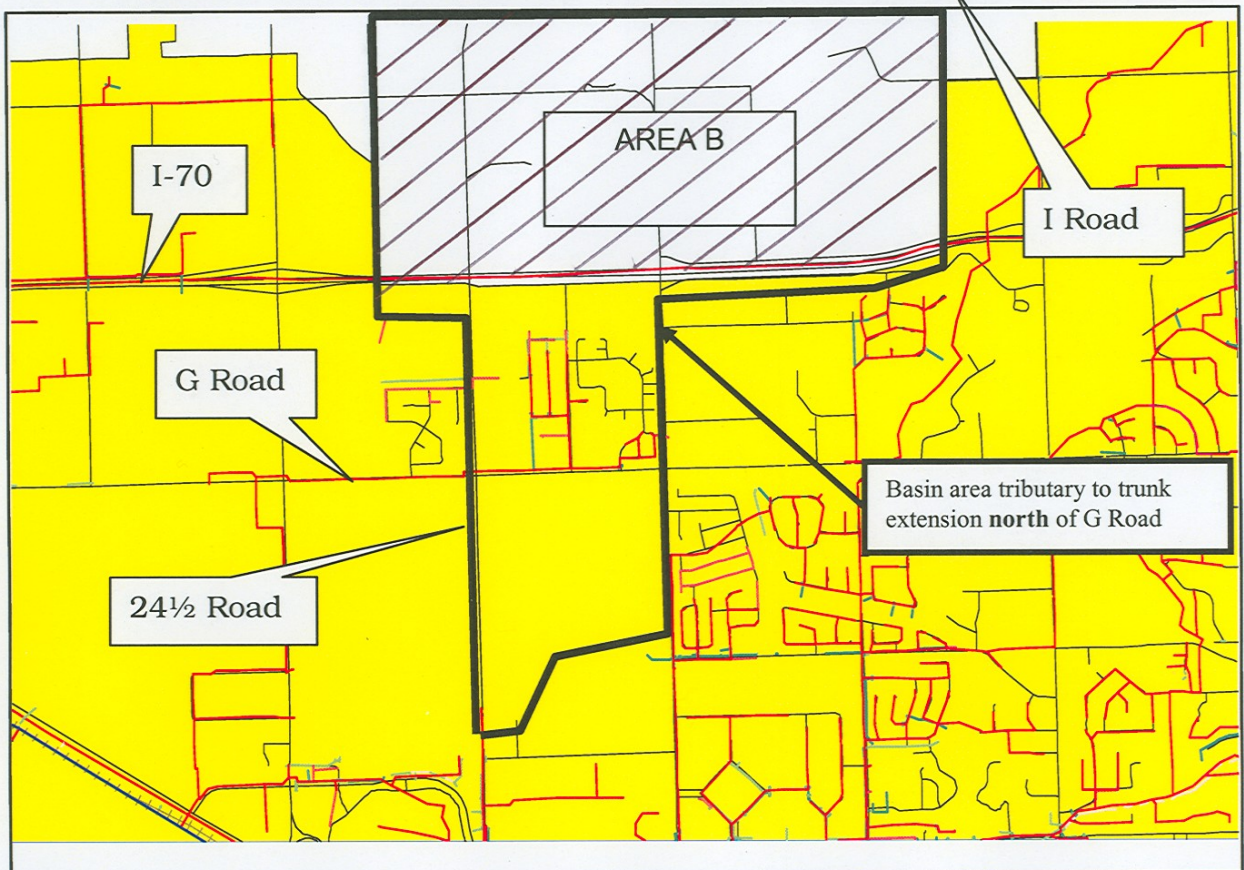 AREA B
I-70
I Road
G Road
Basin area tributary to trunk
extension north of G Road
24½ Road